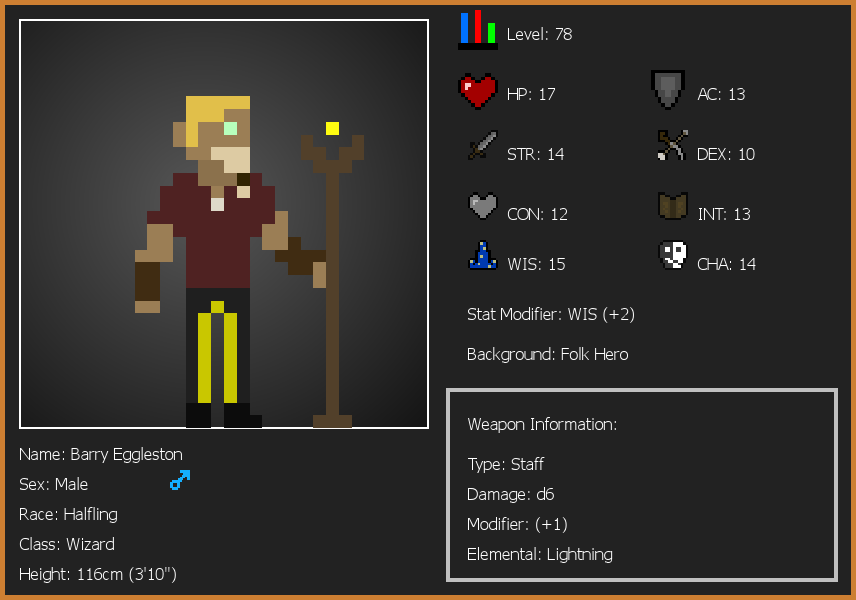 Level: 78
HP: 17
AC: 13
STR: 14
DEX: 10
CON: 12
INT: 13
WIS: 15
CHA: 14
Stat Modifier: WIS (+2)
Background: Folk Hero
Weapon Information:
Type: Staff
Damage: d6
Modifier: (+1)
Elemental: Lightning
Name: Barry Eggleston
Sex: Male
Race: Halfling
Class: Wizard
Height: 116cm (3'10")